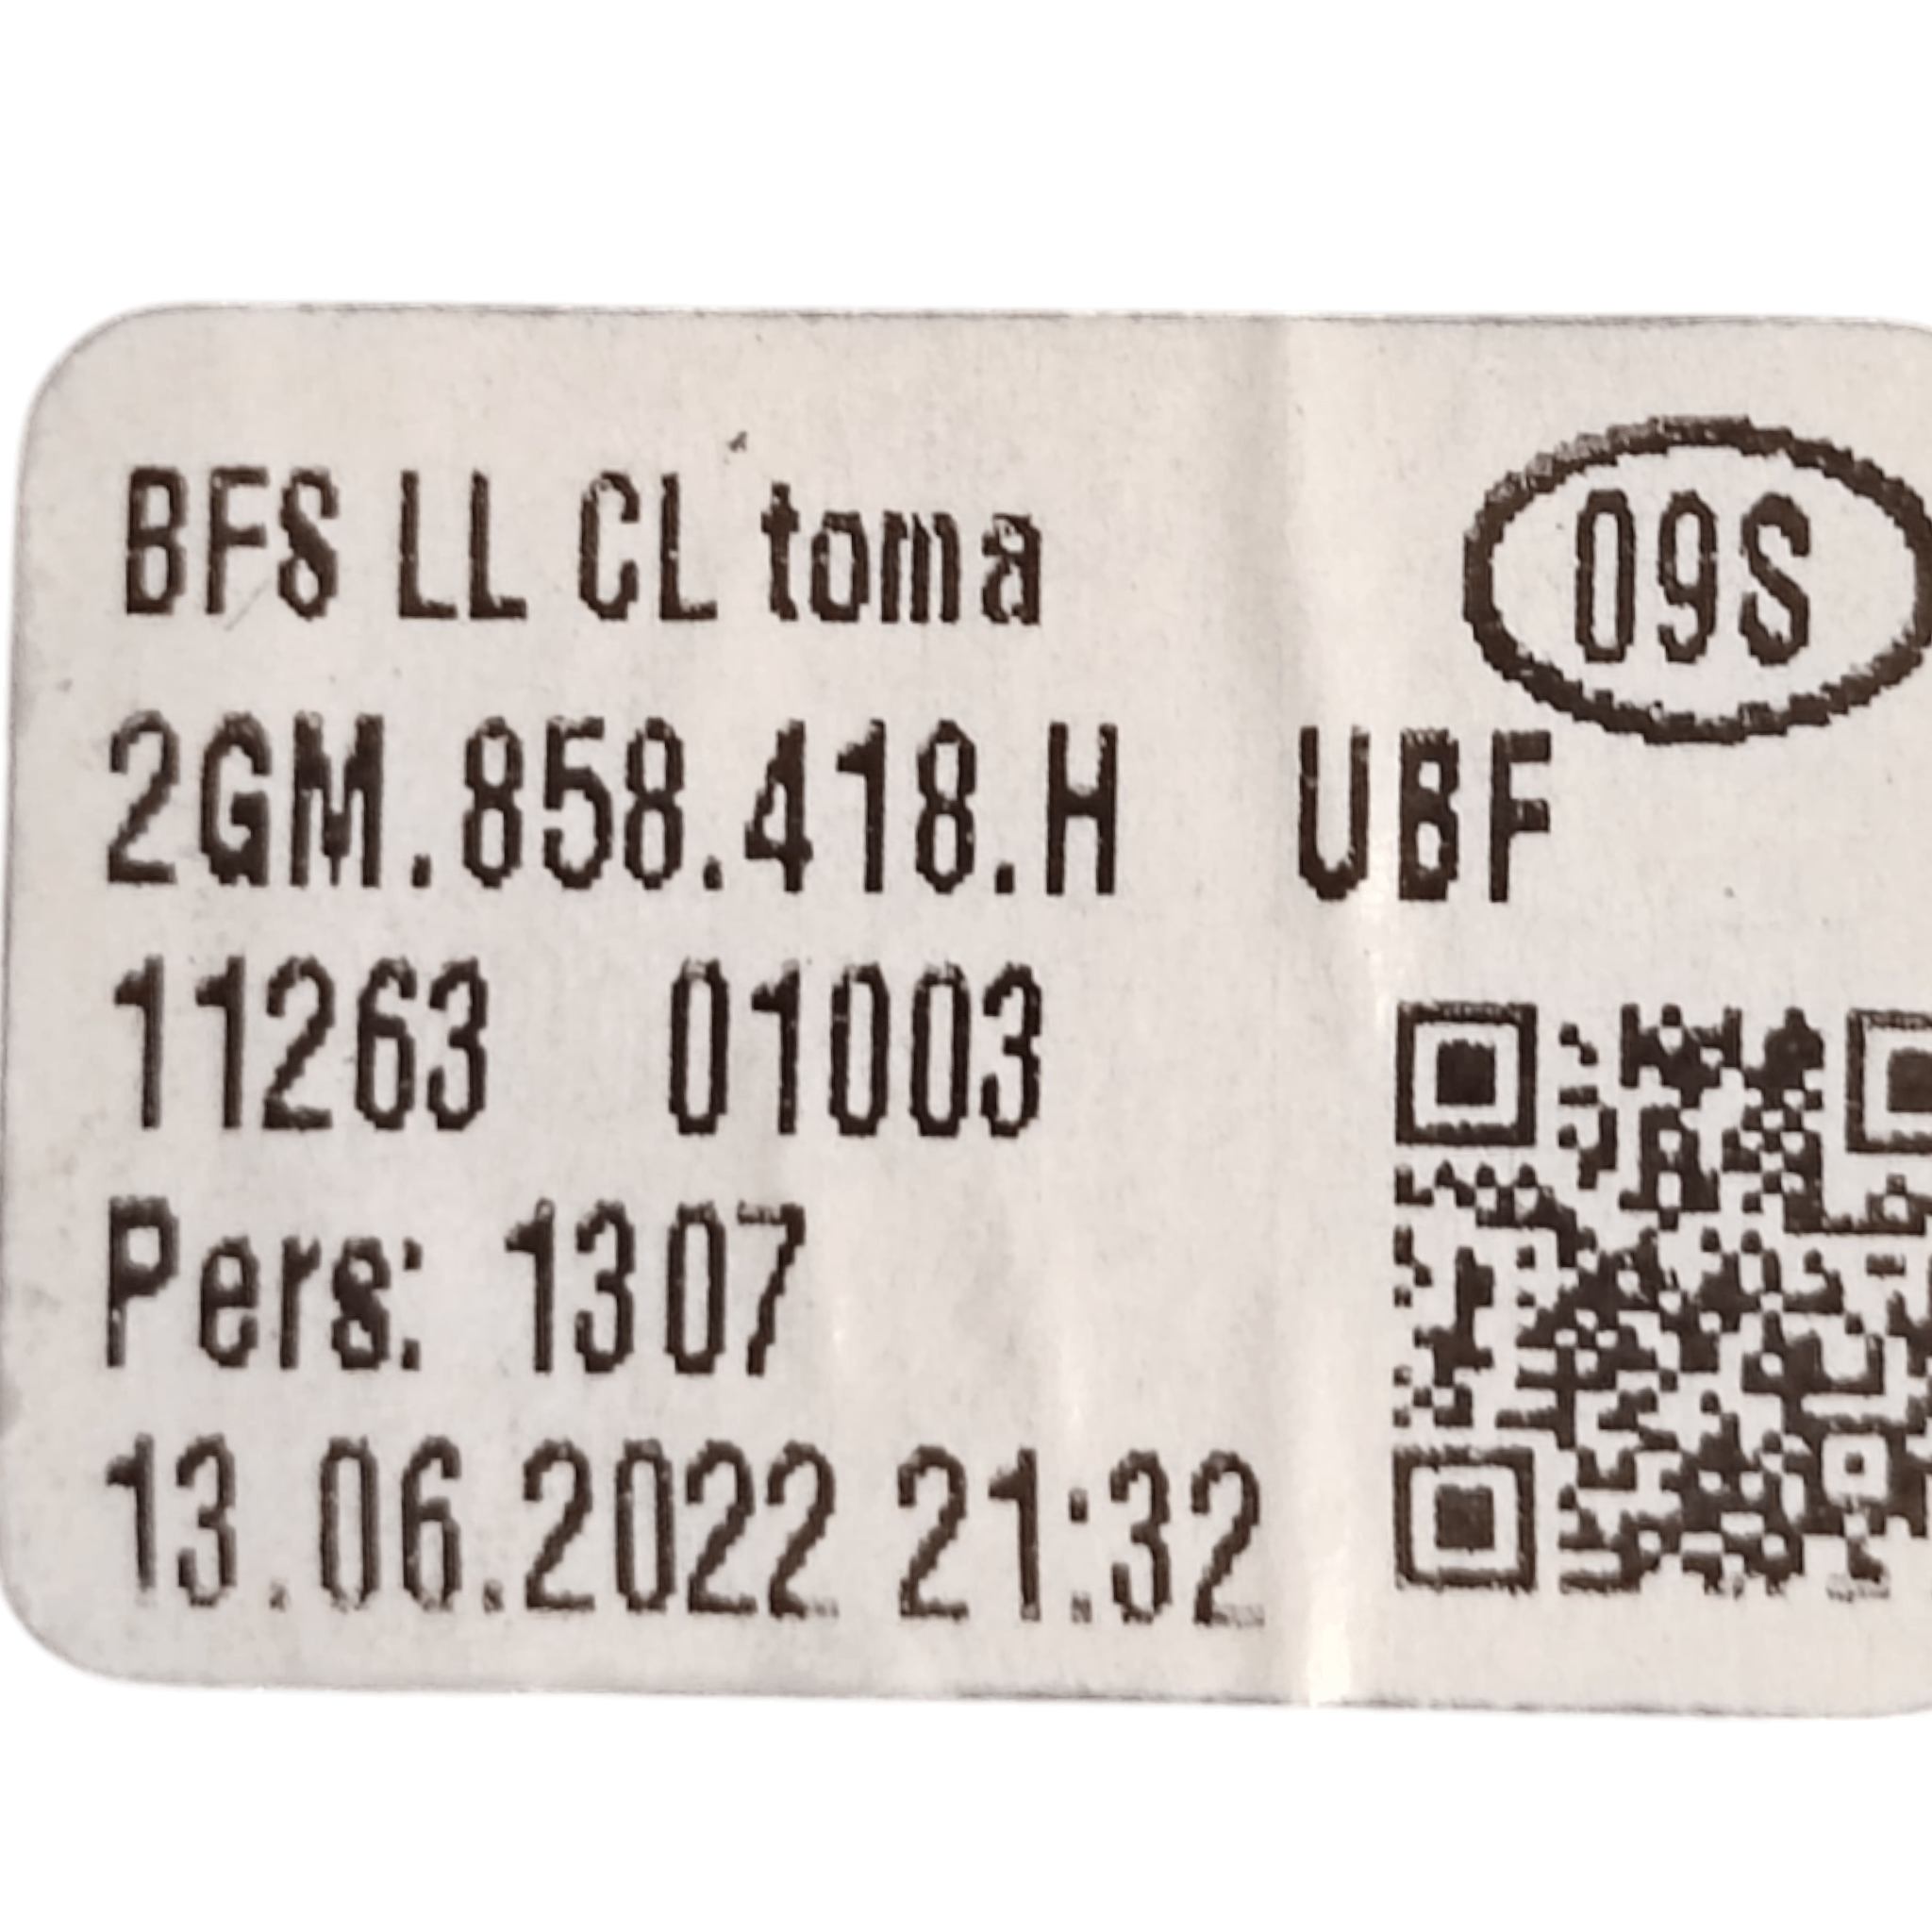 BFS LL CL toma
09S
2GM.858.418.H UBF
11263 01003
Pers: 1307
13.06.2022 21:32